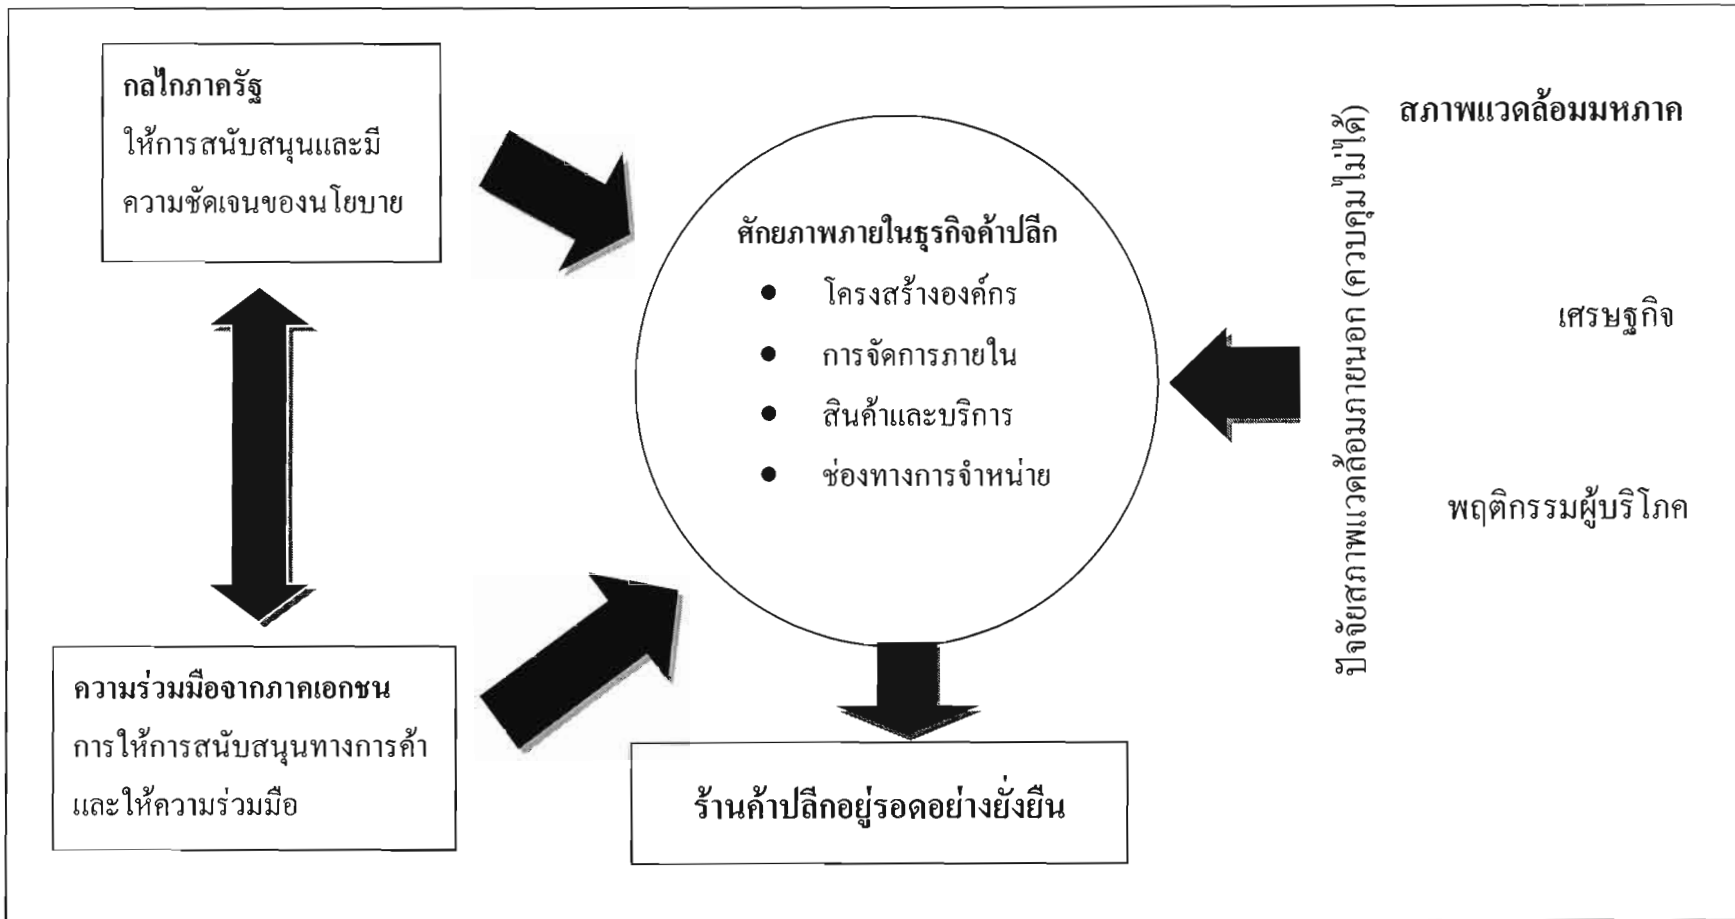 กลไกภาครัฐ
ให้การสนับสนุนและมี
ความชัดเจนของนโยบาย
ความร่วมมือจากภาคเอกชน
การให้การสนับสนุนทางการค้า
และให้ความร่วมมือ
ศักยภาพภายในธุรกิจค้าปลีก
● โครงสร้างองค์กร
● การจัดการภายใน
● สินค้าและบริการ
● ช่องทางการจำหน่าย
ร้านค้าปลีกอยู่รอดอย่างยั่งยืน
ปัจจัยสภาพแวดล้อมภายนอก (ควบคุมไม่ได้)
สภาพแวดล้อมมหภาค
เศรษฐกิจ
พฤติกรรมผู้บริโภค